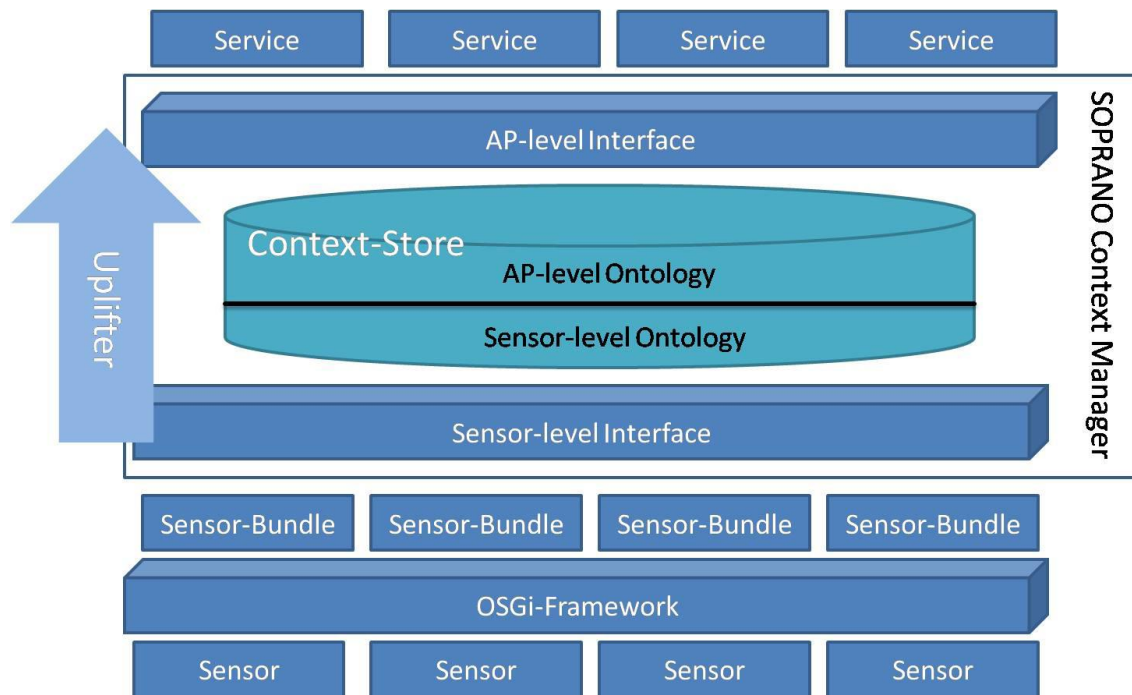 Service
Service
Service
Service
AP-level Interface
SOPRANO Context Manager
Uplifter
Context-Store
AP-level Ontology
Sensor-level Ontology
Sensor-level Interface
Sensor-Bundle
Sensor-Bundle
Sensor-Bundle
Sensor-Bundle
OSGi-Framework
Sensor
Sensor
Sensor
Sensor